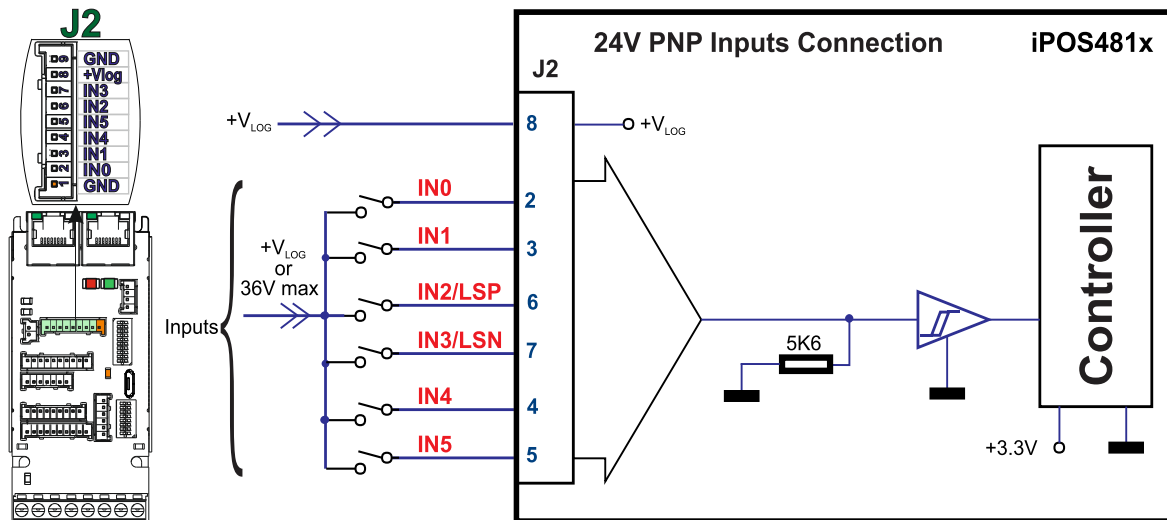 J2
9 GND
8 +Vlog
7 IN3
6 IN2
5 IN5
4 IN4
3 IN1
2 IN0
1 GND
24V PNP Inputs Connection
iPOS481x
J2
+VLOG
8
+VLOG
IN0
2
IN1
3
+VLOG
or
36V max
IN2/LSP
6
Inputs
IN3/LSN
7
IN4
4
IN5
5
5K6
Controller
+3.3V